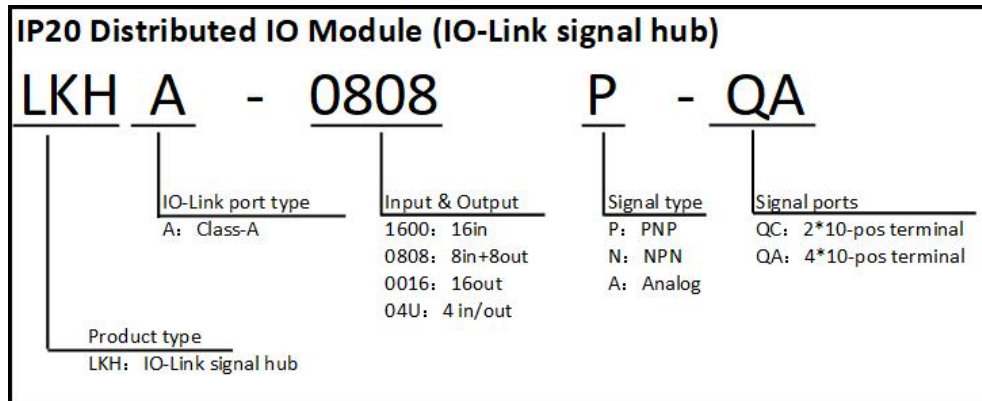 IP20 Distributed IO Module (IO-Link signal hub)
LKH A - 0808 P - QA
IO-Link port type
A： Class-A
Input & Output
1600： 16in
0808： 8in+8out
0016： 16out
04U： 4 in/out
Signal type
P： PNP
N： NPN
A： Analog
Signal ports
QC： 2*10-pos terminal
QA： 4*10-pos terminal
Product type
LKH： IO-Link signal hub